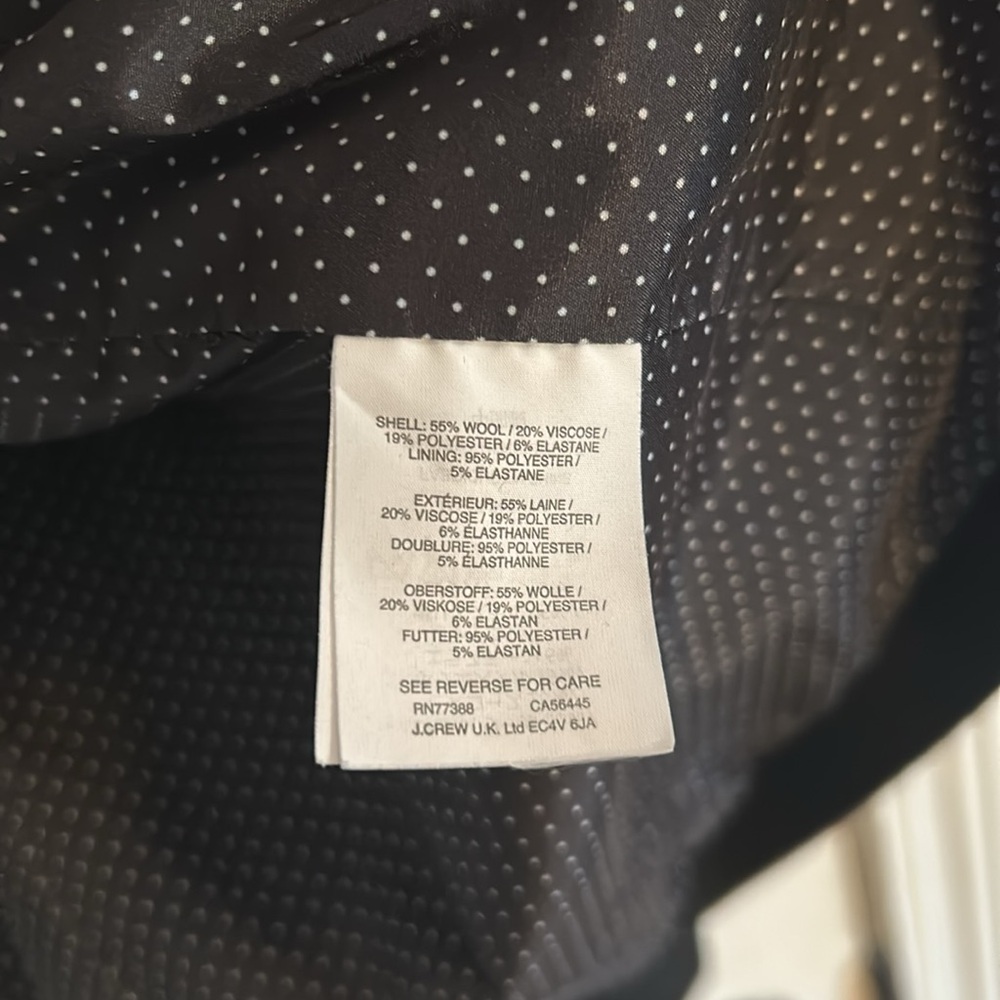 SHELL: 55% WOOL / 20% VISCOSE /
19% POLYESTER / 6% ELASTANE
LINING: 95% POLYESTER /
5% ELASTANE
EXTÉRIEUR: 55% LAINE /
20% VISCOSE / 19% POLYESTER /
6% ÉLASTHANNE
DOUBLURE: 95% POLYESTER /
5% ÉLASTHANNE
OBERSTOFF: 55% WOLLE /
20% VISKOSE / 19% POLYESTER /
6% ELASTAN
FUTTER: 95% POLYESTER /
5% ELASTAN
SEE REVERSE FOR CARE
RN77388 CA56445
J.CREW U.K. Ltd EC4V 6JA